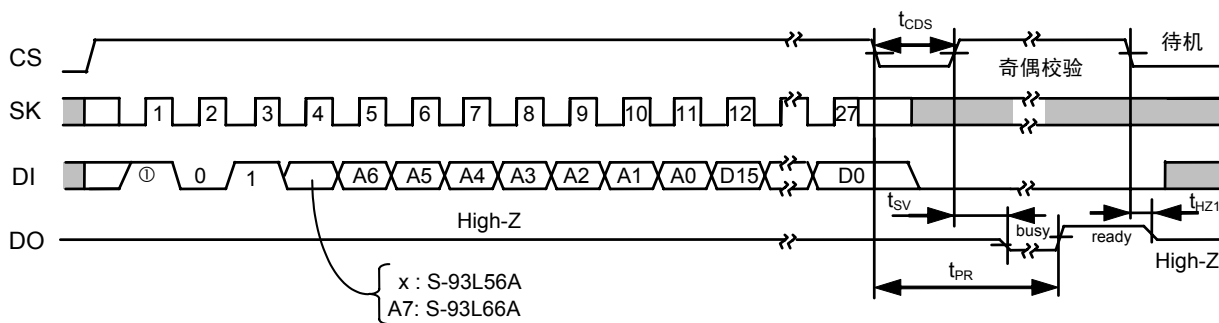 tCDS
CS
奇偶校验
待机
SK 1 2 3 4 5 6 7 8 9 10 11 12 27
DI ① 0 1 A6 A5 A4 A3 A2 A1 A0 D15 D0
tSV
tHZ1
busy
ready
High-Z
DO
High-Z
tPR
x : S-93L56A
A7: S-93L66A